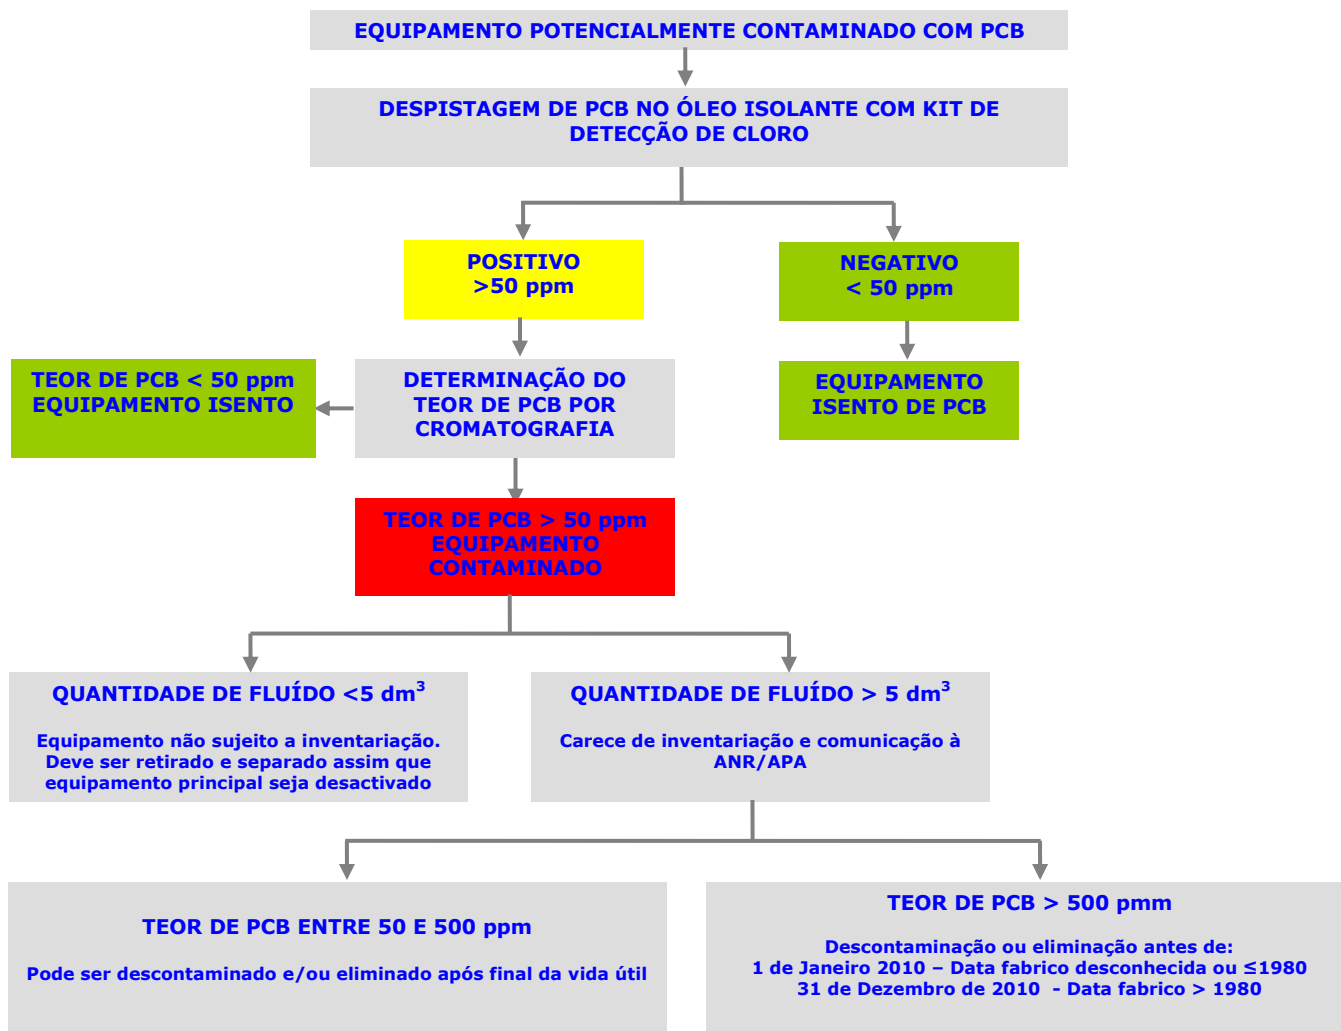 EQUIPAMENTO POTENCIALMENTE CONTAMINADO COM PCB
DESPISTAGEM DE PCB NO ÓLEO ISOLANTE COM KIT DE
DETECÇÃO DE CLORO
POSITIVO
>50 ppm
NEGATIVO
< 50 ppm
TEOR DE PCB < 50 ppm
EQUIPAMENTO ISENTO
DETERMINAÇÃO DO
TEOR DE PCB POR
CROMATOGRAFIA
EQUIPAMENTO
ISENTO DE PCB
TEOR DE PCB > 50 ppm
EQUIPAMENTO
CONTAMINADO
QUANTIDADE DE FLUÍDO <5 dm³
Equipamento não sujeito a inventariação.
Deve ser retirado e separado assim que
equipamento principal seja desactivado
QUANTIDADE DE FLUÍDO > 5 dm³
Carece de inventariação e comunicação à
ANR/APA
TEOR DE PCB ENTRE 50 E 500 ppm
Pode ser descontaminado e/ou eliminado após final da vida útil
TEOR DE PCB > 500 pmm
Descontaminação ou eliminação antes de:
1 de Janeiro 2010 – Data fabrico desconhecida ou ≤1980
31 de Dezembro de 2010 - Data fabrico > 1980